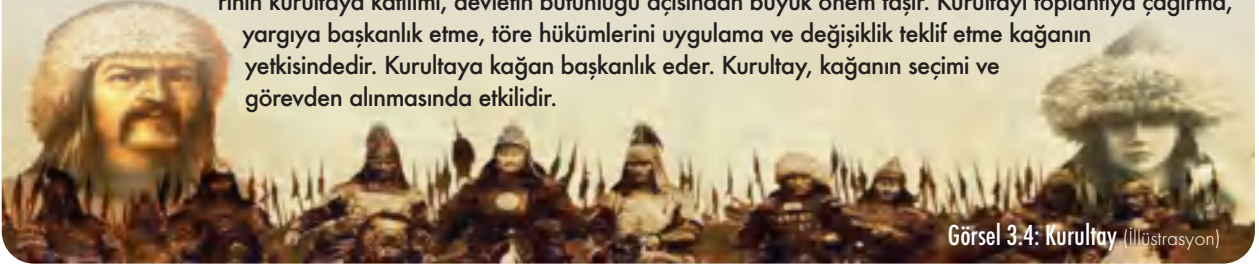 rinin kurultaya katılımı, devletin bütünlüğü açısından büyük önem taşır. Kurultayı toplantıya çağırma,
yargıya başkanlık etme, töre hükümlerini uygulama ve değişiklik teklif etme kağanın
yetkisindedir. Kurultaya kağan başkanlık eder. Kurultay, kağanın seçimi ve
görevden alınmasında etkilidir.
Görsel 3.4: Kurultay (İllüstrasyon)